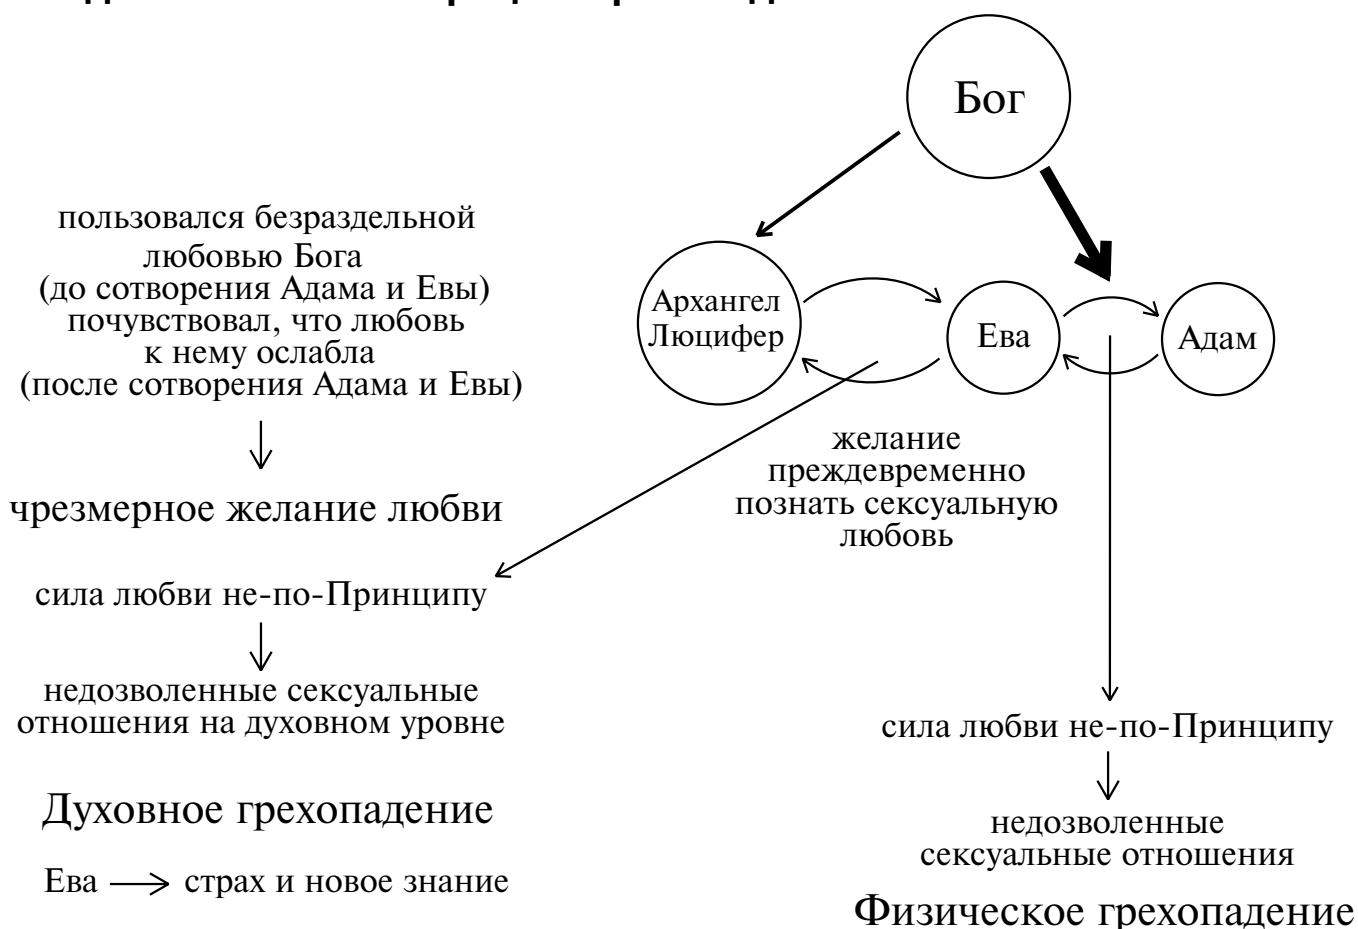 Бог
пользовался безраздельной
любовью Бога
(до сотворения Адама и Евы)
почувствовал, что любовь
к нему ослабла
(после сотворения Адама и Евы)
Архангел
Люцифер
Ева
Адам
желание
преждевременно
познать сексуальную
любовь
чрезмерное желание любви
сила любви не-по-Принципу
недозволенные сексуальные
отношения на духовном уровне
Духовное грехопадение
Ева → страх и новое знание
сила любви не-по-Принципу
недозволенные
сексуальные отношения
Физическое грехопадение